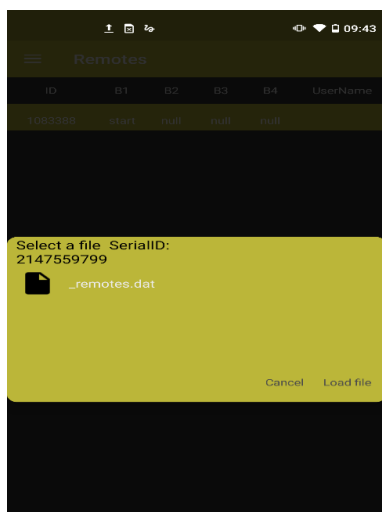 09:43
Remotes
ID B1 B2 B3 B4 UserName
1083388 start null null null
Select a file SerialID:
2147559799
_remotes.dat
Cancel Load file